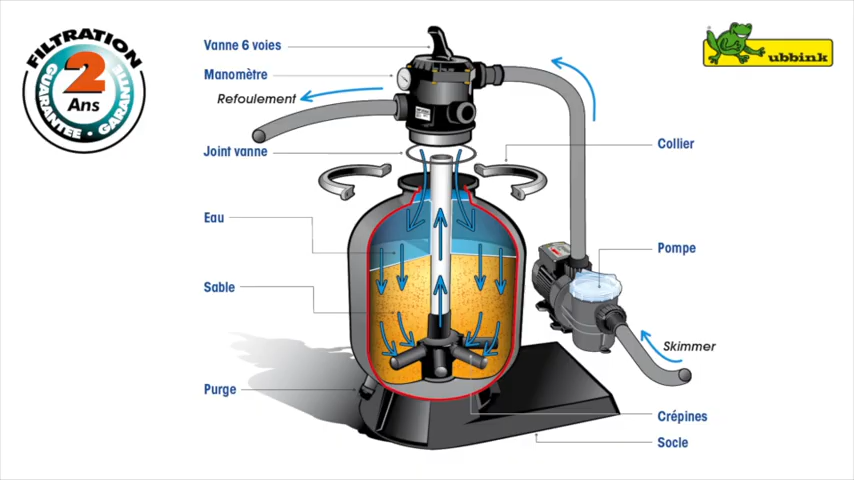 FILTRATION
2
Ans
GUARANTEE • GARANTIE
Vanne 6 voies
Manomètre
Refoulement
Joint vanne
Eau
Sable
Purge
ubbink
Collier
Pompe
Skimmer
Crépines
Socle